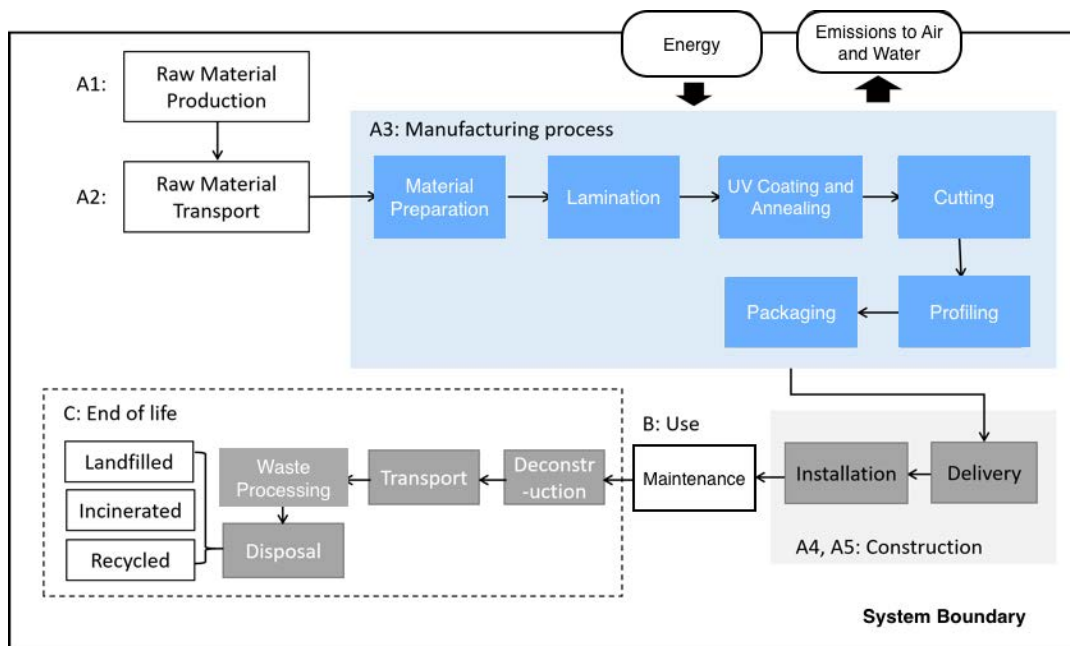 Energy
Emissions to Air
and Water
A1:
Raw Material
Production
A2:
Raw Material
Transport
A3: Manufacturing process
Material
Preparation
Lamination
UV Coating and
Annealing
Cutting
Packaging
Profiling
C: End of life
Landfilled
Incinerated
Recycled
Waste
Processing
Disposal
Transport
Deconstr
-uction
B: Use
Maintenance
Installation
Delivery
A4, A5: Construction
System Boundary